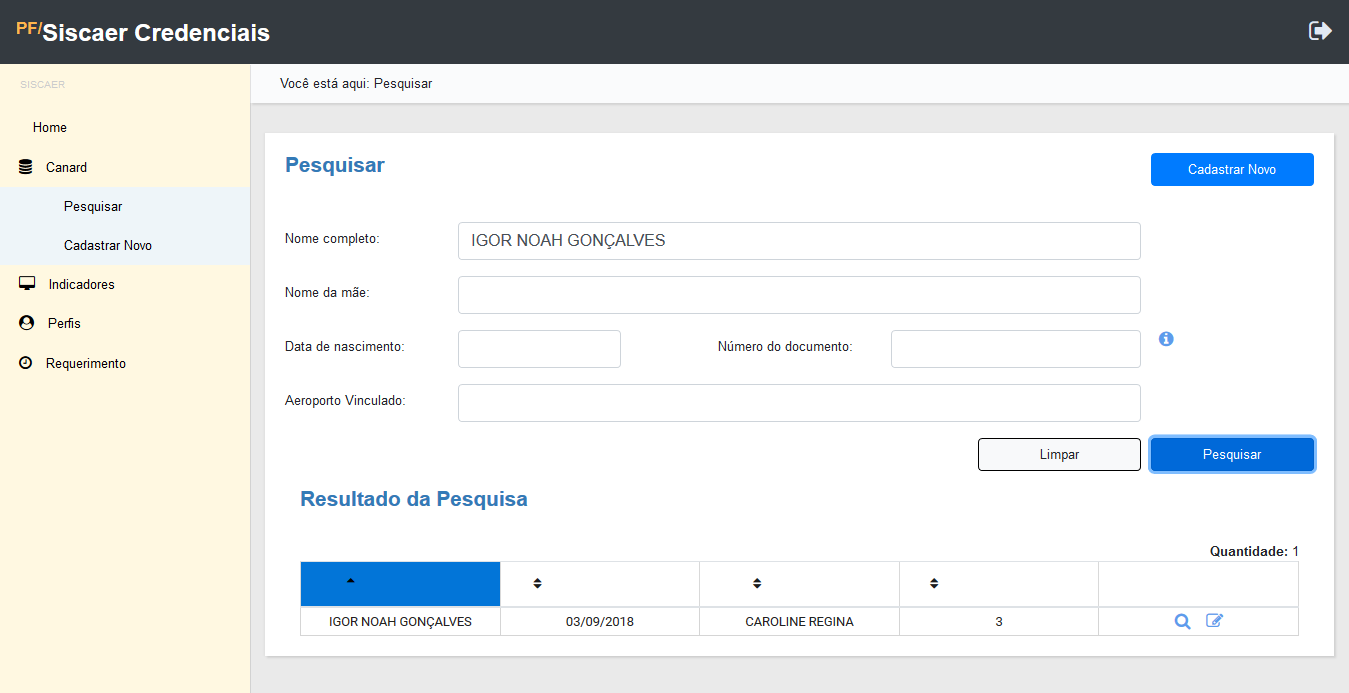 PF/Siscaer Credenciais
SISCAER
Você está aqui: Pesquisar
Home
Canard
Pesquisar
Cadastrar Novo
Indicadores
Perfis
Requerimento
Pesquisar
Cadastrar Novo
Nome completo: IGOR NOAH GONÇALVES
Nome da mãe:
Data de nascimento: Número do documento:
Aeroporto Vinculado:
Limpar Pesquisar
Resultado da Pesquisa
Quantidade: 1
IGOR NOAH GONÇALVES 03/09/2018 CAROLINE REGINA 3